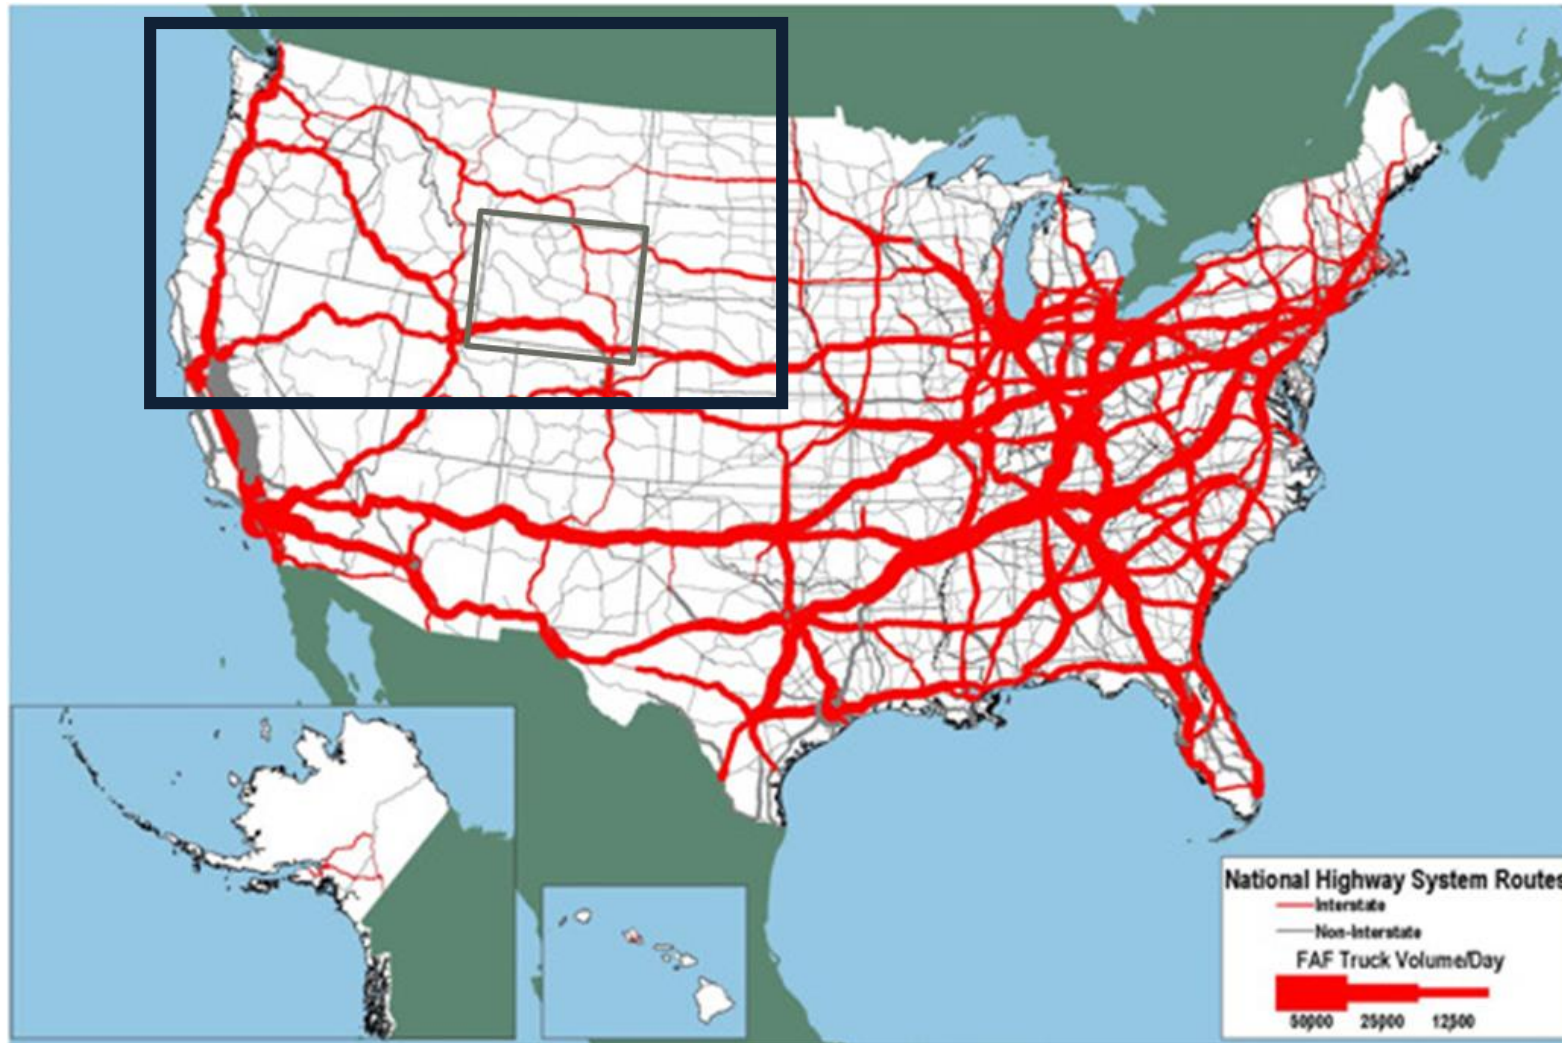 National Highway System Routes
Interstate
Non-Interstate
FAF Truck Volume/Day
50000 25000 12500